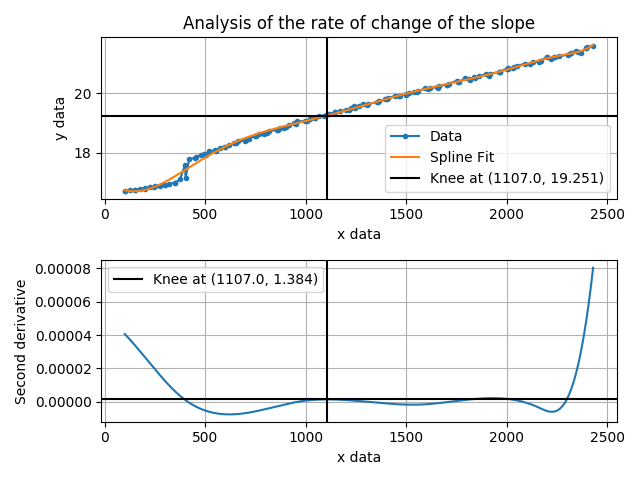 Analysis of the rate of change of the slope
20
18
y data
Data
Spline Fit
Knee at (1107.0, 19.251)
0 500 1000 1500 2000 2500
x data
0.00008
0.00006
0.00004
0.00002
0.00000
Second derivative
Knee at (1107.0, 1.384)
0 500 1000 1500 2000 2500
x data